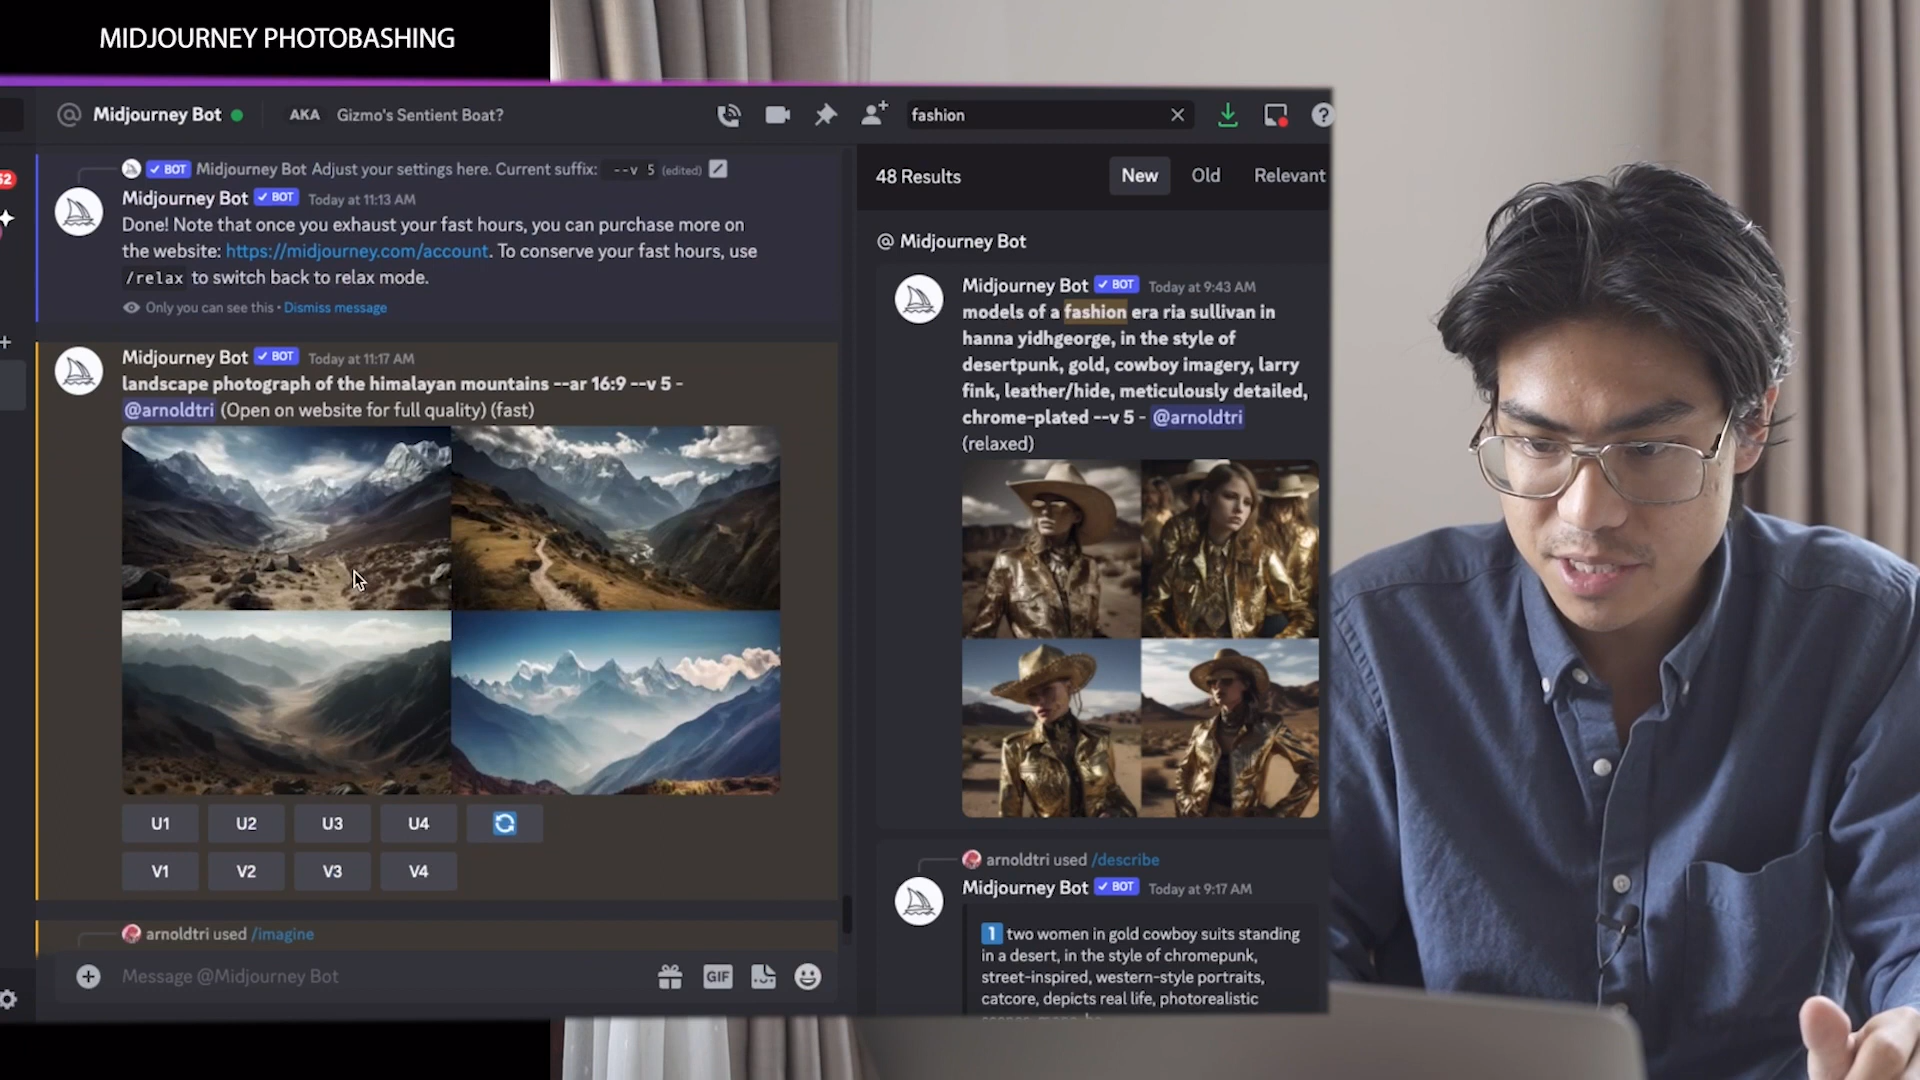 MIDJOURNEY PHOTOBASHING
@ Midjourney Bot
AKA Gizmo's Sentient Boat?
fashion
52
BOT Midjourney Bot Adjust your settings here. Current suffix: --v 5 (edited)
Midjourney Bot BOT Today at 11:13 AM
Done! Note that once you exhaust your fast hours, you can purchase more on
the website: https://midjourney.com/account. To conserve your fast hours, use
/relax to switch back to relax mode.
Only you can see this • Dismiss message
Midjourney Bot BOT Today at 11:17 AM
landscape photograph of the himalayan mountains --ar 16:9 --v 5 -
@arnoldtri (Open on website for full quality) (fast)
U1 U2 U3 U4
V1 V2 V3 V4
arnoldtri used /imagine
Message @Midjourney Bot
GIF
48 Results
New Old Relevant
@ Midjourney Bot
Midjourney Bot BOT Today at 9:43 AM
models of a fashion era ria sullivan in
hanna yidhgeorge, in the style of
desertpunk, gold, cowboy imagery, larry
fink, leather/hide, meticulously detailed,
chrome-plated --v 5 - @arnoldtri
(relaxed)
arnoldtri used /describe
Midjourney Bot BOT Today at 9:17 AM
1 two women in gold cowboy suits standing
in a desert, in the style of chromepunk,
street-inspired, western-style portraits,
catcore, depicts real life, photorealistic